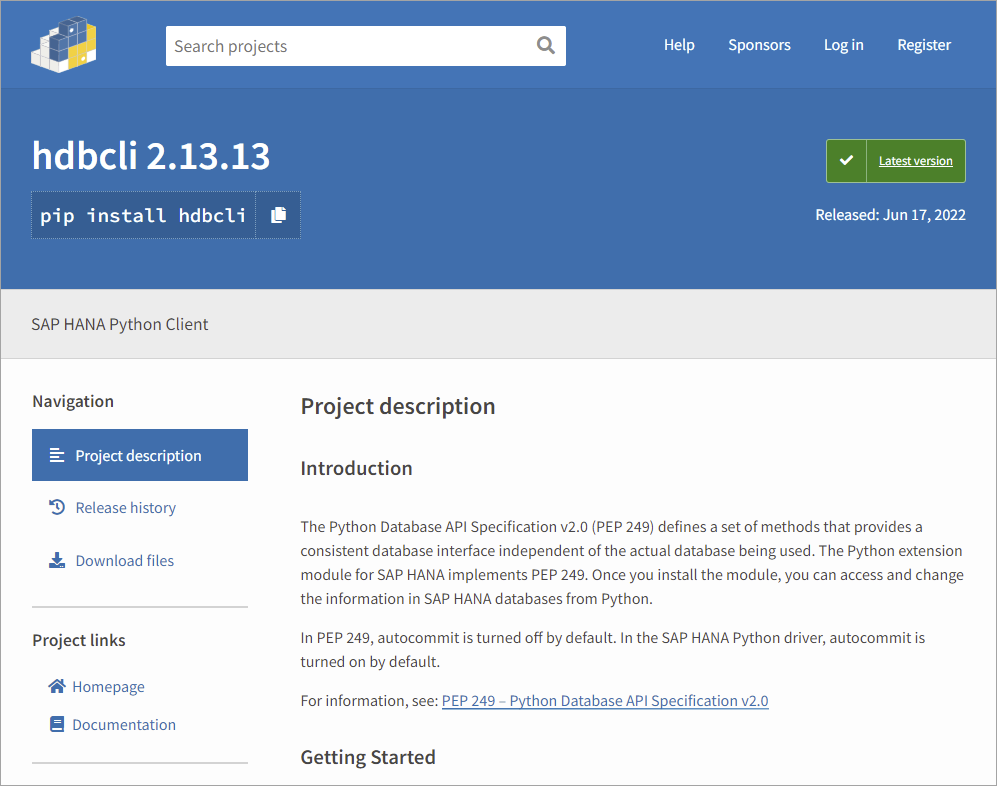 Search projects
Help
Sponsors
Log in
Register
hdbcli 2.13.13
Latest version
pip install hdbcli
Released: Jun 17, 2022
SAP HANA Python Client
Navigation
Project description
Release history
Download files
Project links
Homepage
Documentation
Project description
Introduction
The Python Database API Specification v2.0 (PEP 249) defines a set of methods that provides a
consistent database interface independent of the actual database being used. The Python extension
module for SAP HANA implements PEP 249. Once you install the module, you can access and change
the information in SAP HANA databases from Python.
In PEP 249, autocommit is turned off by default. In the SAP HANA Python driver, autocommit is
turned on by default.
For information, see: PEP 249 – Python Database API Specification v2.0
Getting Started